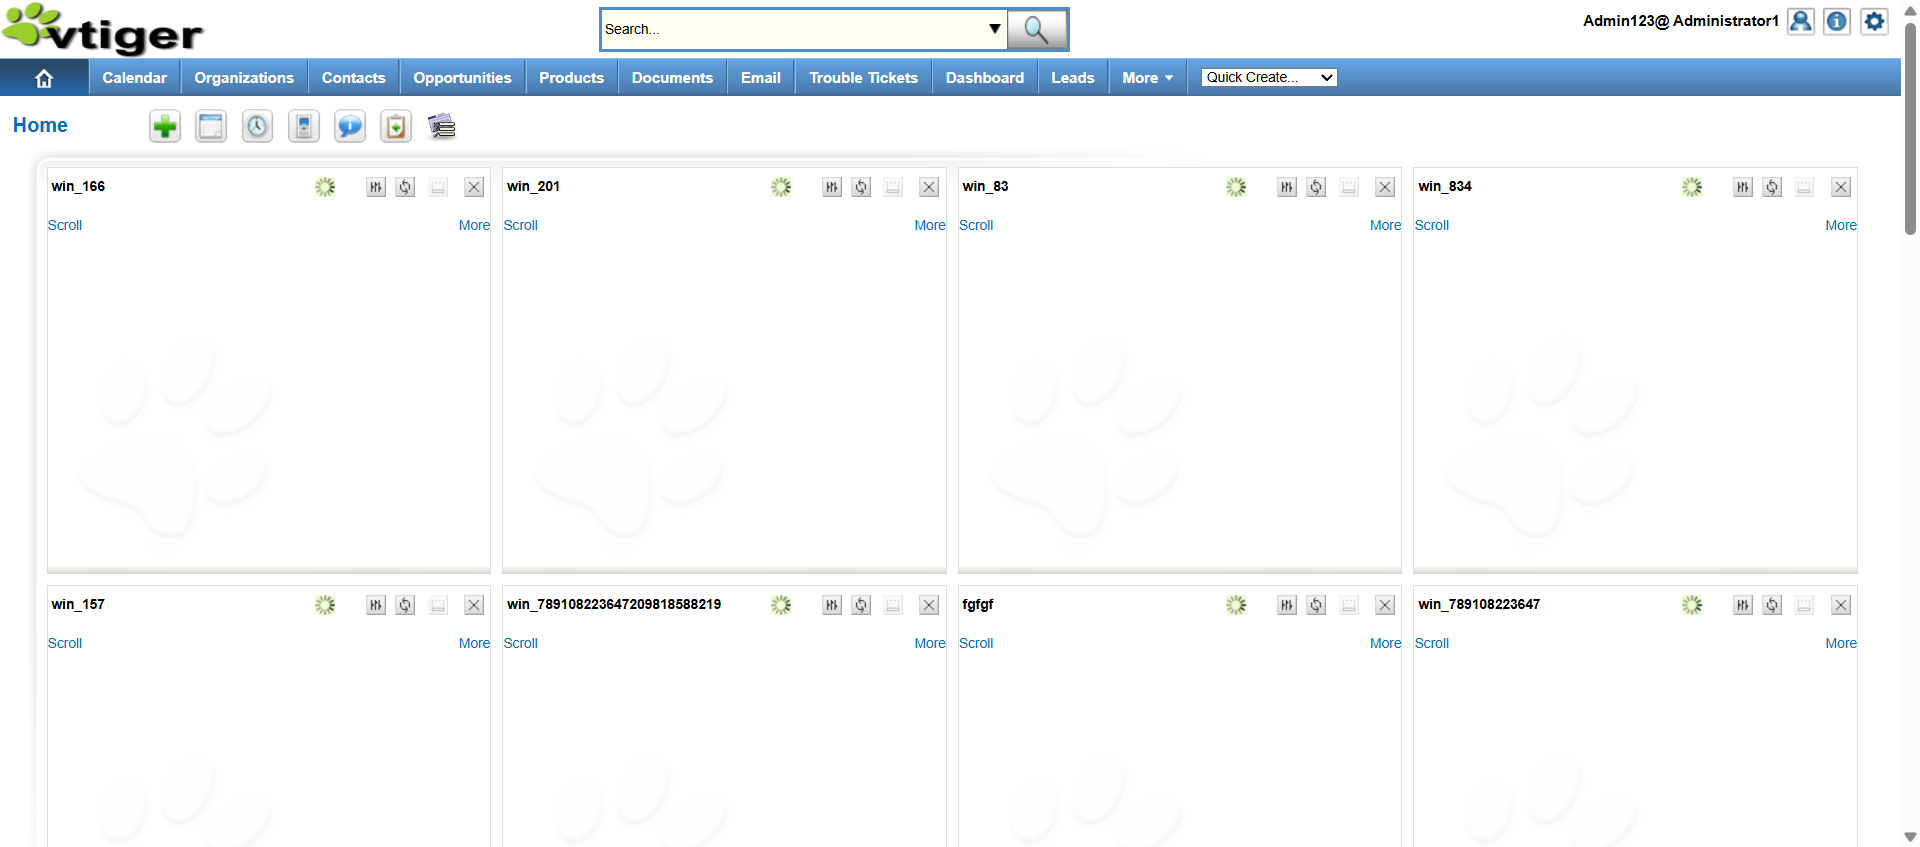 vtiger
Search...
Admin123@ Administrator1
Calendar Organizations Contacts Opportunities Products Documents Email Trouble Tickets Dashboard Leads More Quick Create...
Home
win_166 win_201 win_83 win_834
Scroll More Scroll More Scroll More Scroll More
win_157 win_789108223647209818588219 fgfgf win_789108223647
Scroll More Scroll More Scroll More Scroll More